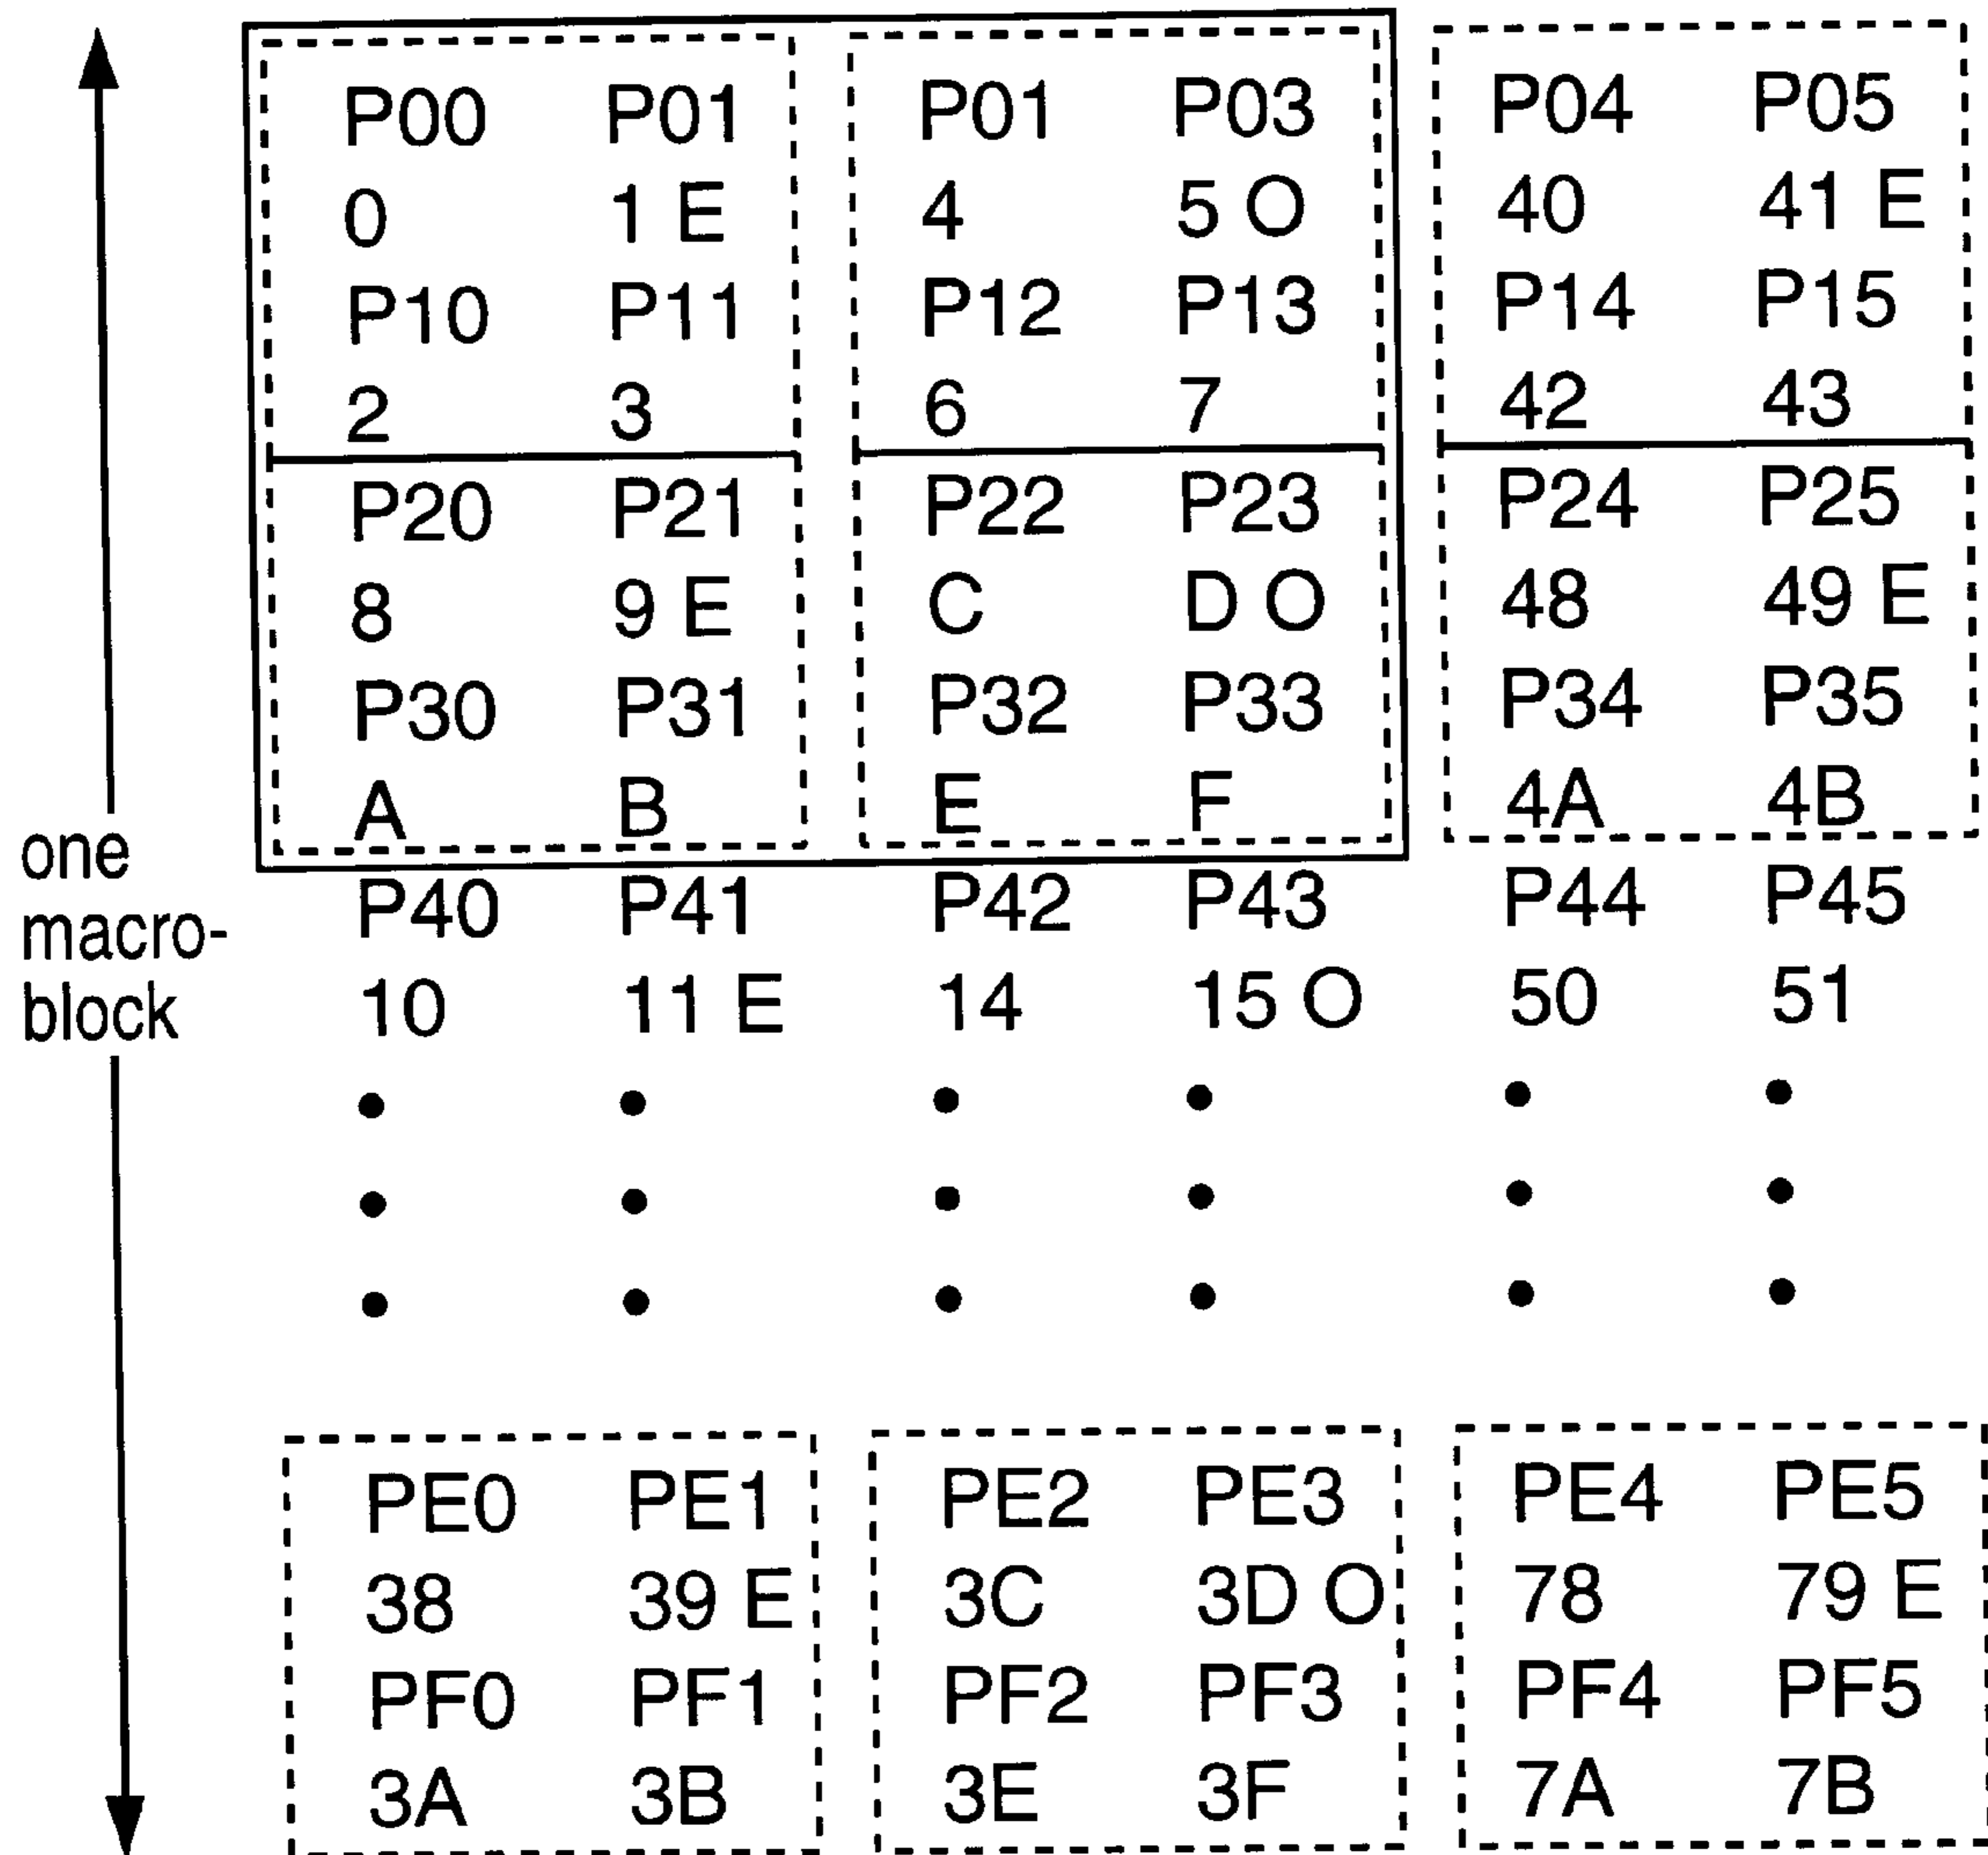 P00 P01 P01 P03 P04 P05
0 1 E 4 5 O 40 41 E
P10 P11 P12 P13 P14 P15
2 3 6 7 42 43
P20 P21 P22 P23 P24 P25
8 9 E C D O 48 49 E
P30 P31 P32 P33 P34 P35
A B E F 4A 4B
one
macro-
block
P40 P41 P42 P43 P44 P45
10 11 E 14 15 O 50 51
PE0 PE1 PE2 PE3 PE4 PE5
38 39 E 3C 3D O 78 79 E
PF0 PF1 PF2 PF3 PF4 PF5
3A 3B 3E 3F 7A 7B